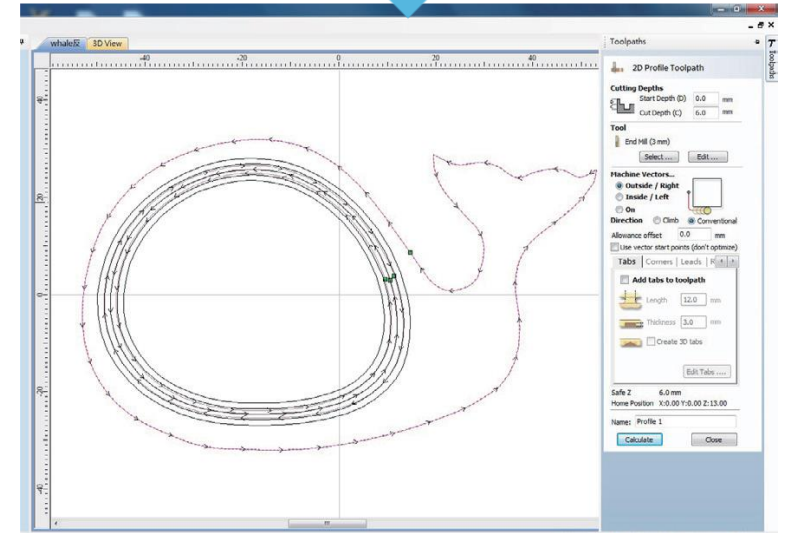 Toolpaths
Toolpaths
whale反
3D View
-40
-20
0
20
40
20
0
-20
-40
2D Profile Toolpath
Cutting Depths
Start Depth (D) 0.0 mm
Cut Depth (C) 6.0 mm
Tool
End Mill (3 mm)
Select ... Edit ...
Machine Vectors...
Outside / Right
Inside / Left
On
Direction Climb Conventional
Allowance offset 0.0 mm
Use vector start points (don't optimize)
Tabs Corners Leads
Add tabs to toolpath
Length 12.0 mm
Thickness 3.0 mm
Create 3D tabs
Edit Tabs ....
Safe Z 6.0 mm
Home Position X:0.00 Y:0.00 Z:13.00
Name: Profile 1
Calculate Close